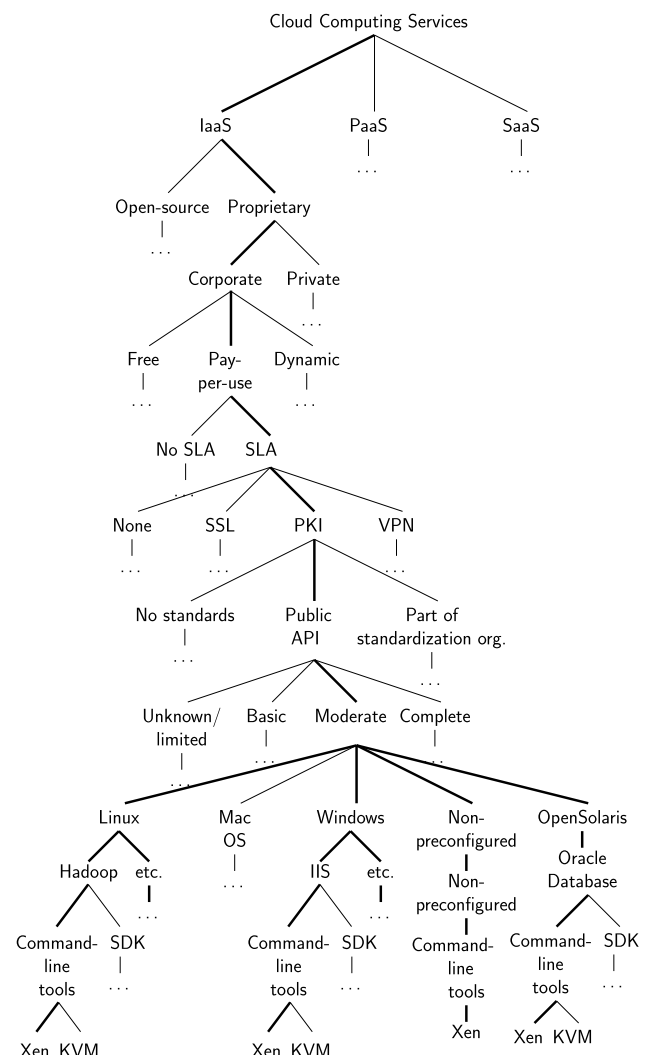 Cloud Computing Services
IaaS PaaS SaaS
... ...
Open-source Proprietary
...
Corporate Private
...
Free Pay- Dynamic
per-use
... ...
No SLA SLA
...
None SSL PKI VPN
... ... ...
No standards Public Part of
API standardization org.
...
...
Unknown/ Basic Moderate Complete
limited
... ...
...
Linux Mac Windows Non- OpenSolaris
OS preconfigured
Oracle
Hadoop etc. IIS etc. Non- Database
... preconfigured
... ...
Command- SDK Command- SDK Command- Command- SDK
line line line line
tools ... tools ... tools tools ...
Xen KVM Xen KVM Xen Xen KVM